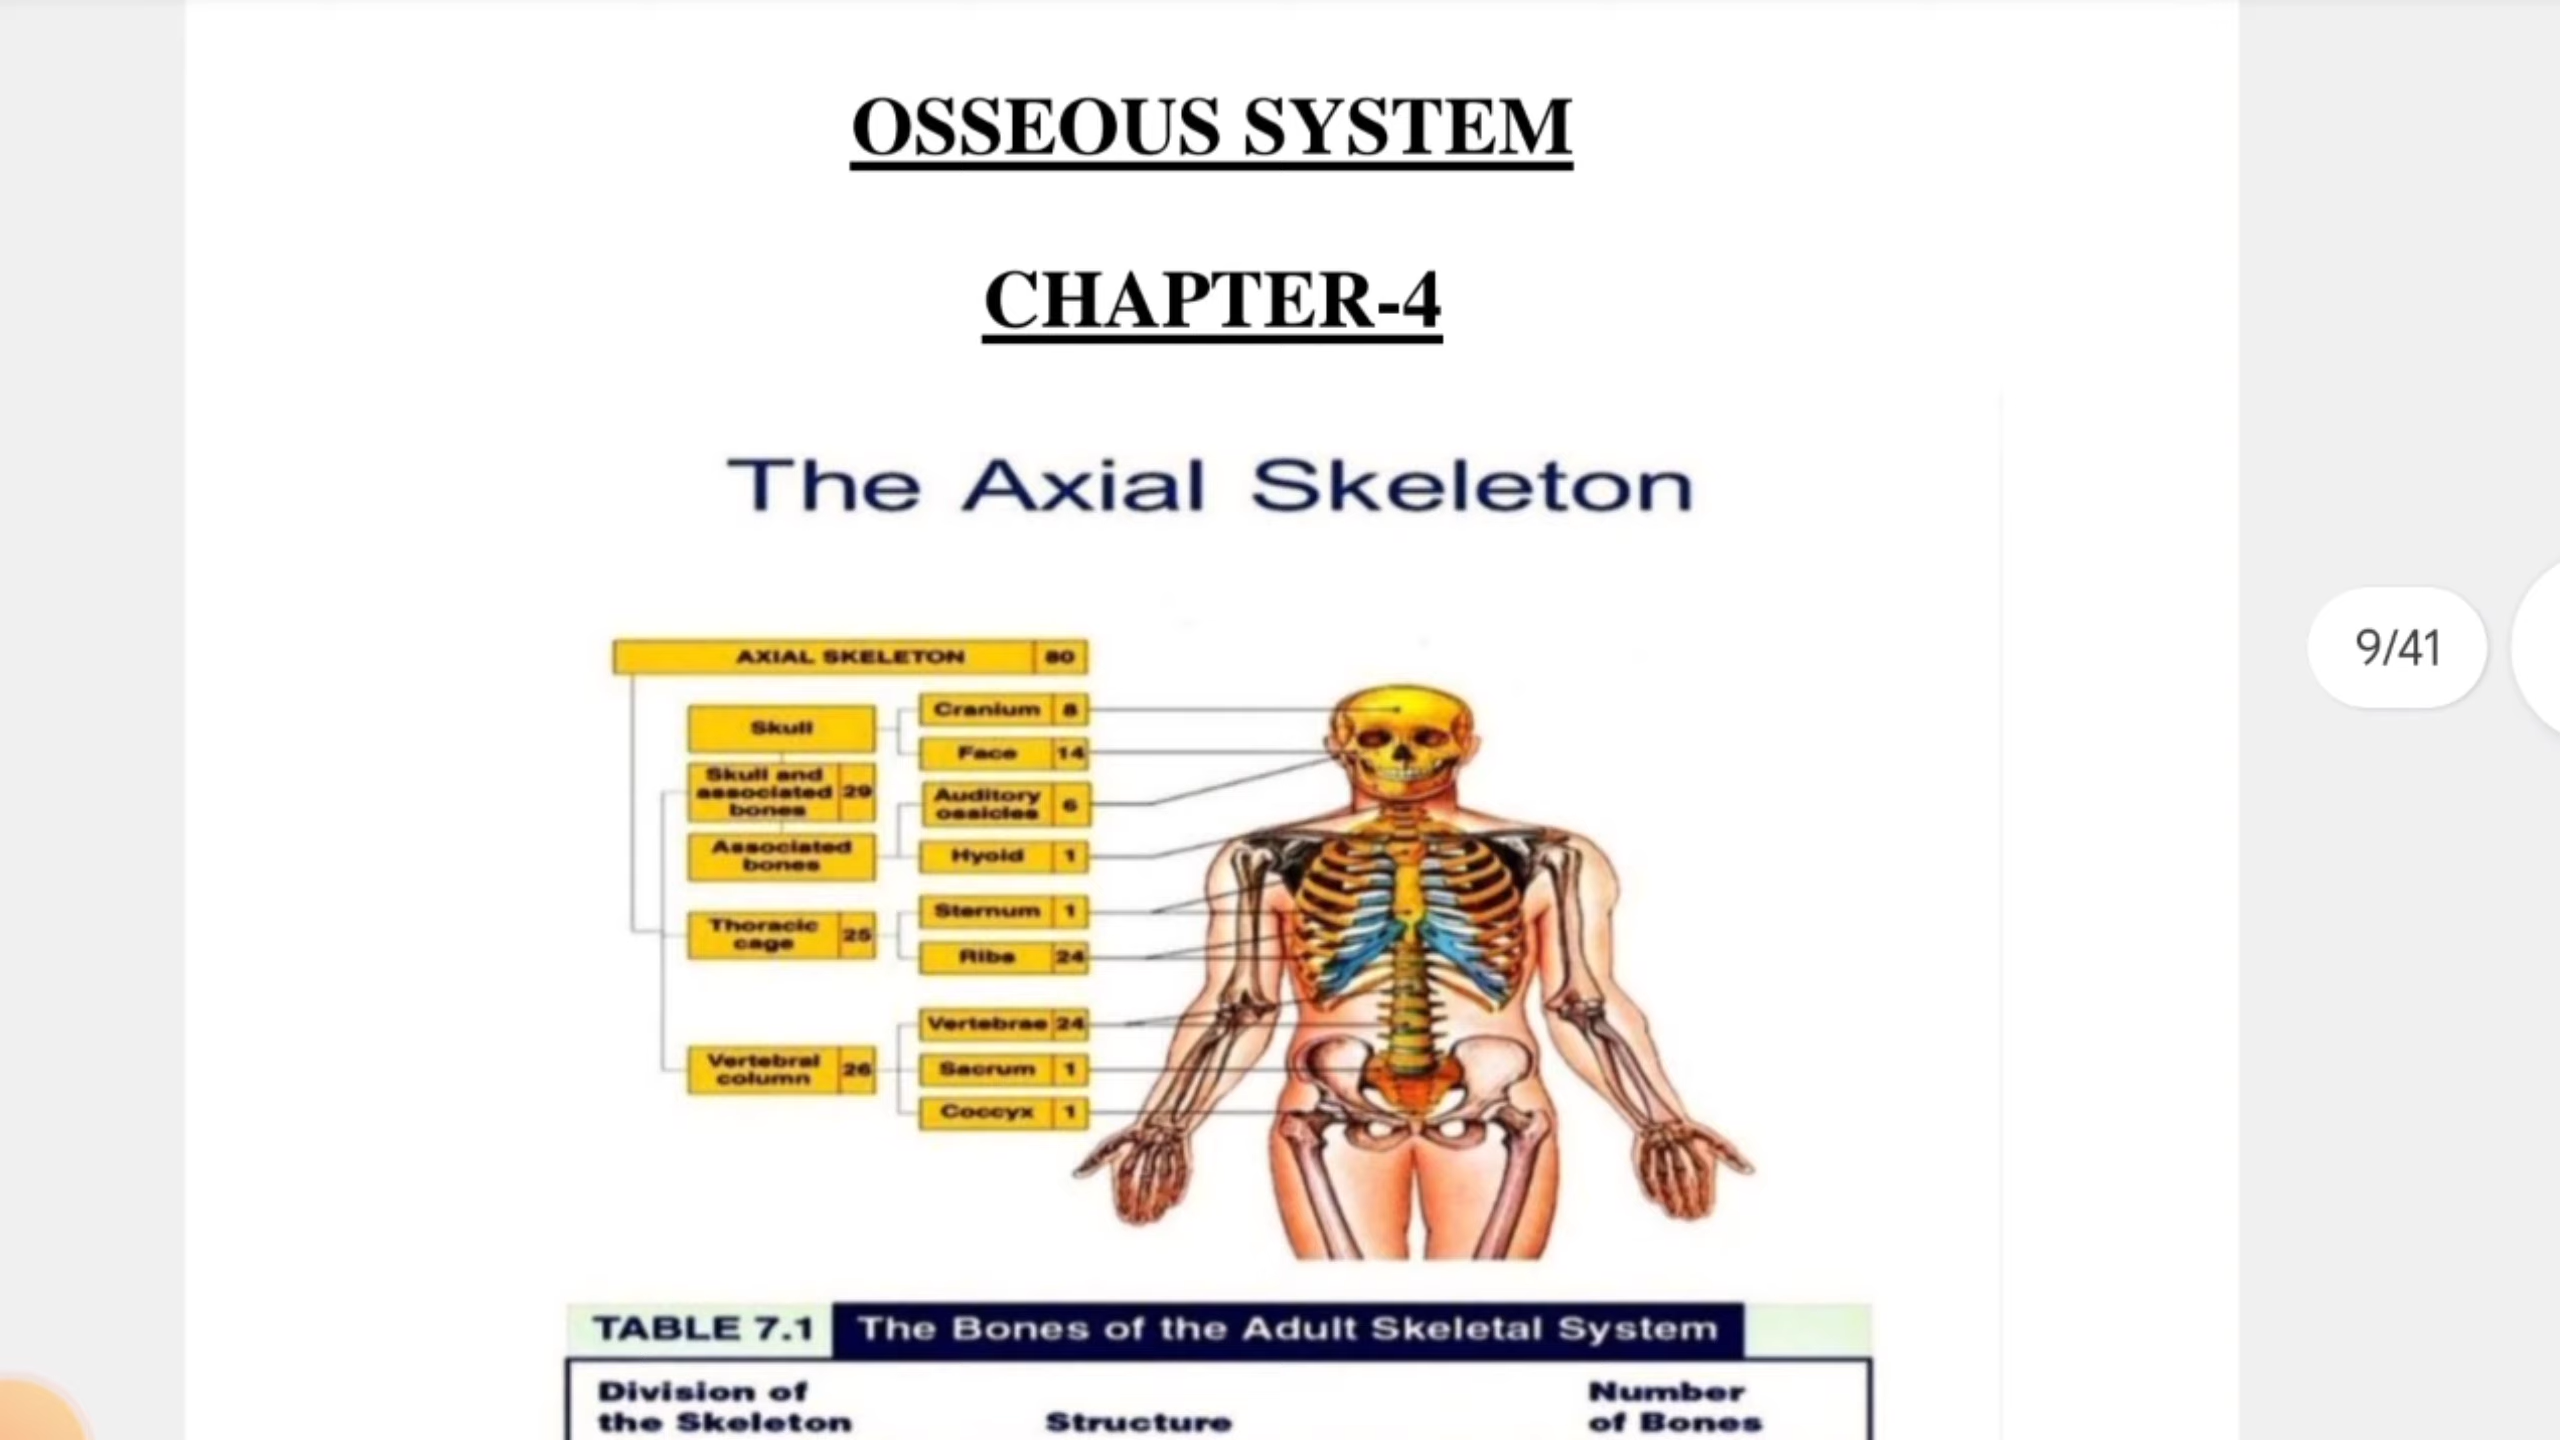 OSSEOUS SYSTEM
CHAPTER-4
The Axial Skeleton
AXIAL SKELETON 80
Skull
Cranium 8
Face 14
Skull and
associated 29
bones
Auditory
ossicles 6
Associated
bones
Hyoid 1
Thoracic
cage 25
Sternum 1
Ribs 24
Vertebral
column 26
Vertebrae 24
Sacrum 1
Coccyx 1
9/41
TABLE 7.1 The Bones of the Adult Skeletal System
Division of
the Skeleton
Structure
Number
of Bones